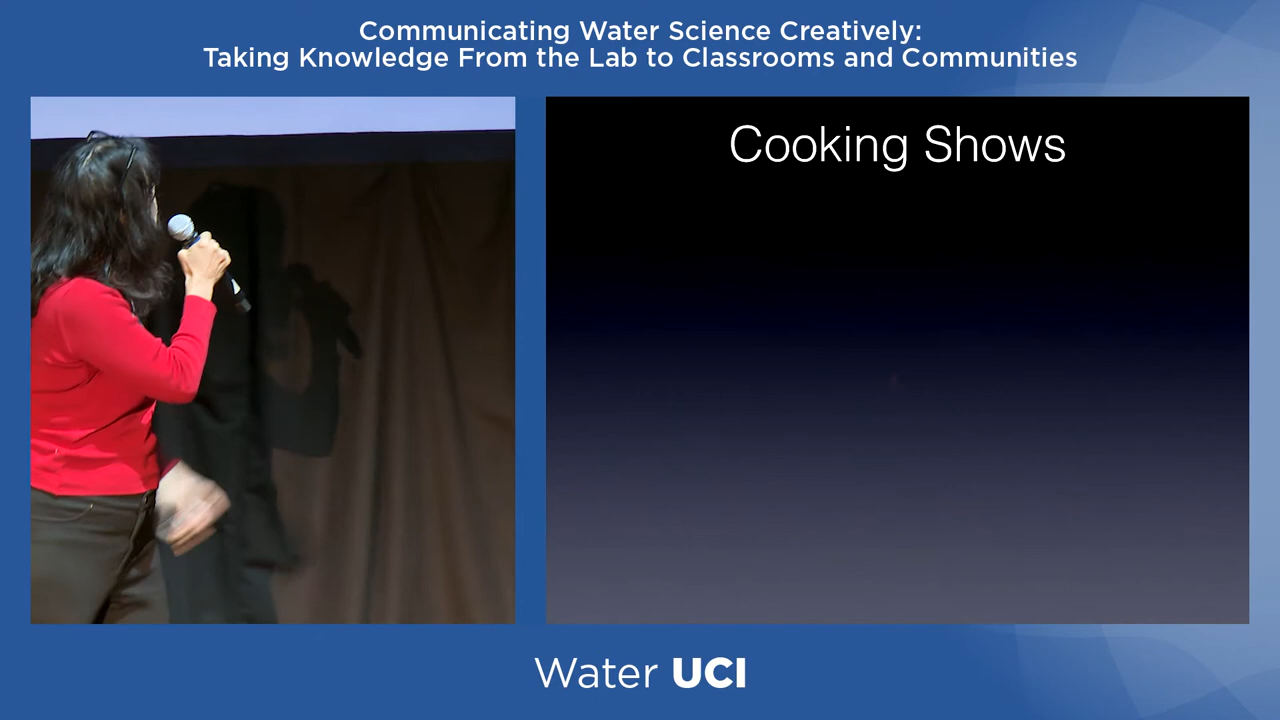 Communicating Water Science Creatively:
Taking Knowledge From the Lab to Classrooms and Communities
Cooking Shows
Water UCI